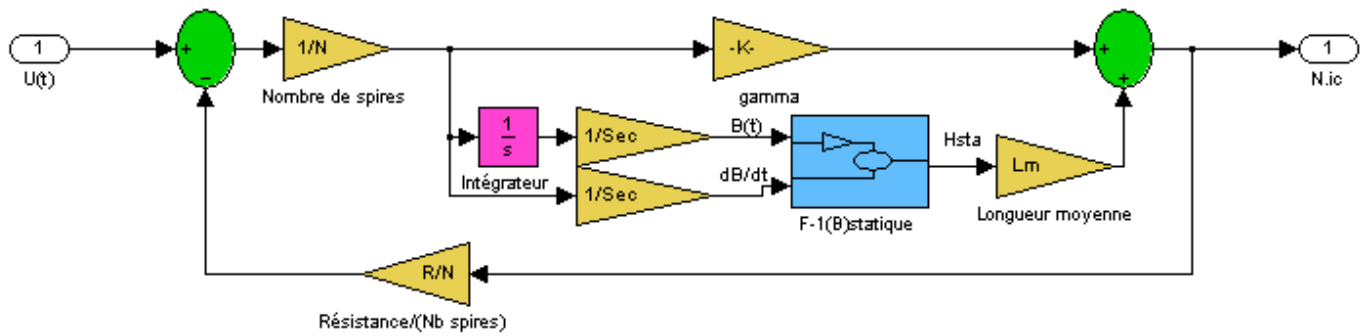 1
U(t)
+
−
1/N
Nombre de spires
-K-
gamma
+
+
1
N.ic
1
s
Intégrateur
1/Sec
B(t)
1/Sec
dB/dt
F-1(B)statique
Hsta
Lm
Longueur moyenne
R/N
Résistance/(Nb spires)